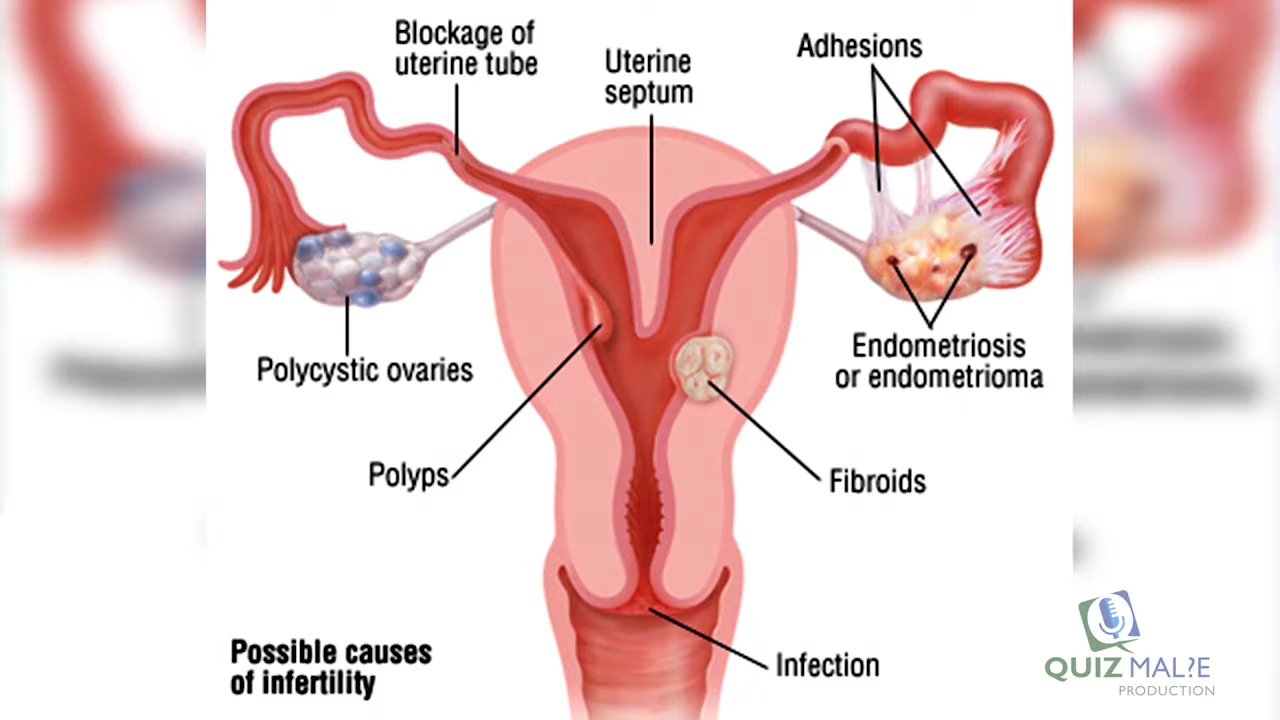 Blockage of
uterine tube
Uterine
septum
Adhesions
Polycystic ovaries
Endometriosis
or endometrioma
Polyps
Fibroids
Infection
Possible causes
of infertility
QUIZ MAL?E
PRODUCTION